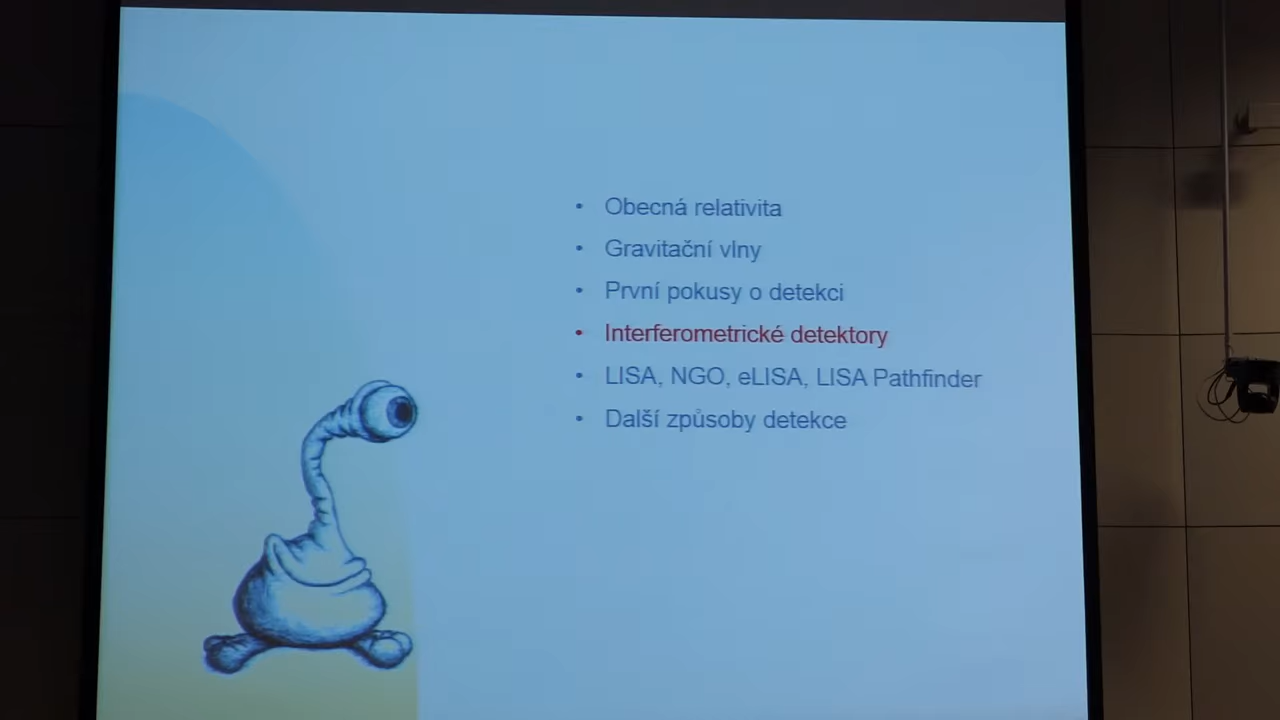 • Obecná relativita
• Gravitační vlny
• První pokusy o detekci
• Interferometrické detektory
• LISA, NGO, eLISA, LISA Pathfinder
• Další způsoby detekce